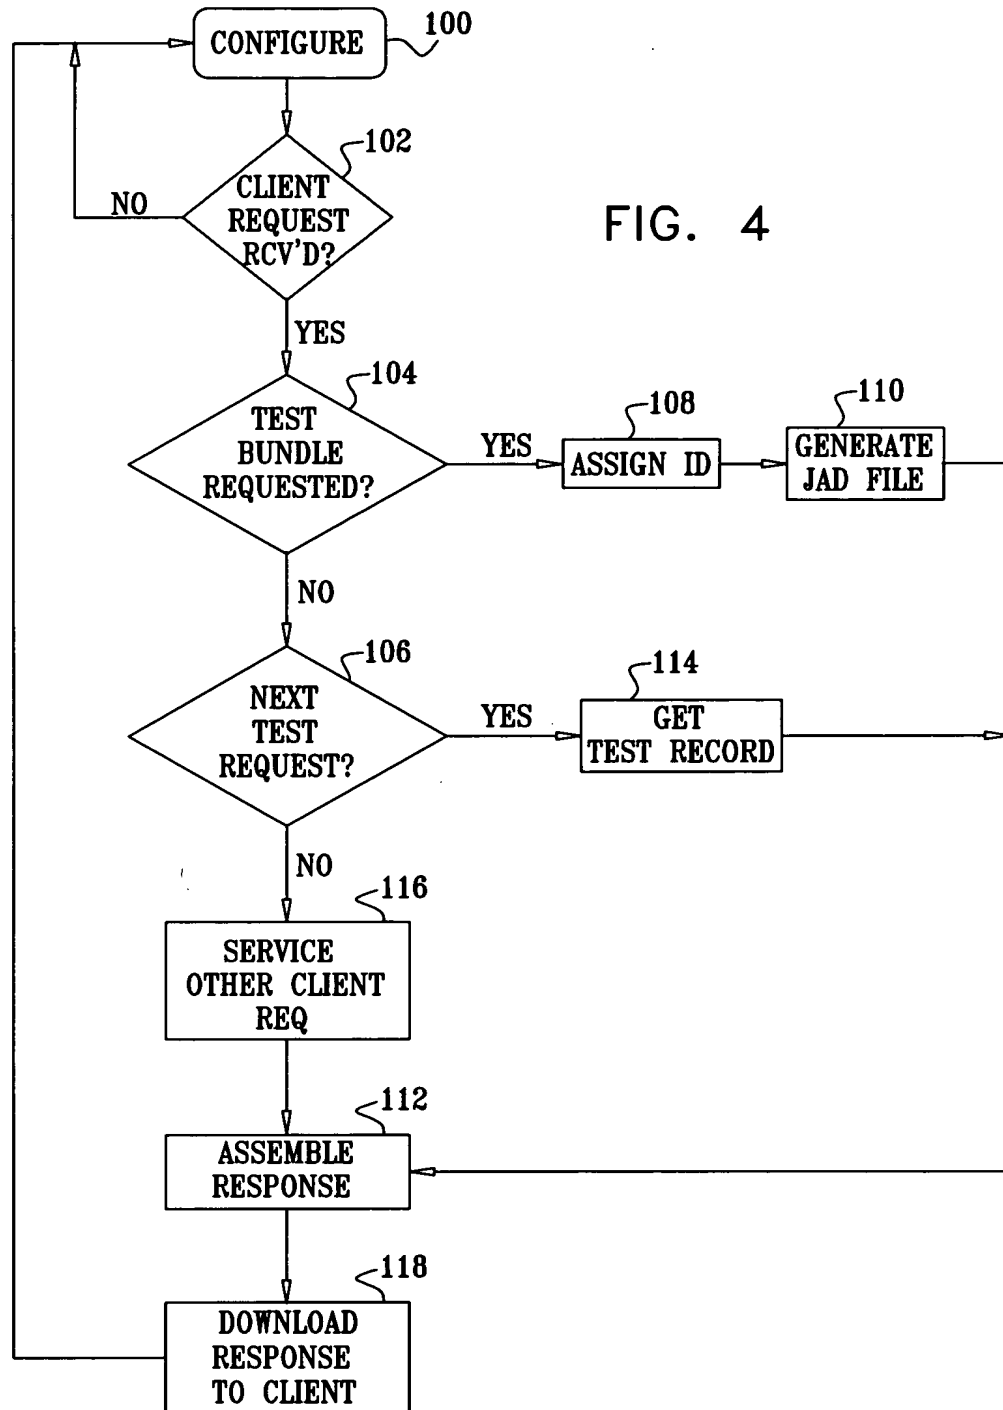 CONFIGURE
100
102
CLIENT
REQUEST
RCV'D?
NO
FIG. 4
YES
104
TEST
BUNDLE
REQUESTED?
YES
108
ASSIGN ID
110
GENERATE
JAD FILE
NO
106
NEXT
TEST
REQUEST?
YES
114
GET
TEST RECORD
NO
116
SERVICE
OTHER CLIENT
REQ
112
ASSEMBLE
RESPONSE
118
DOWNLOAD
RESPONSE
TO CLIENT